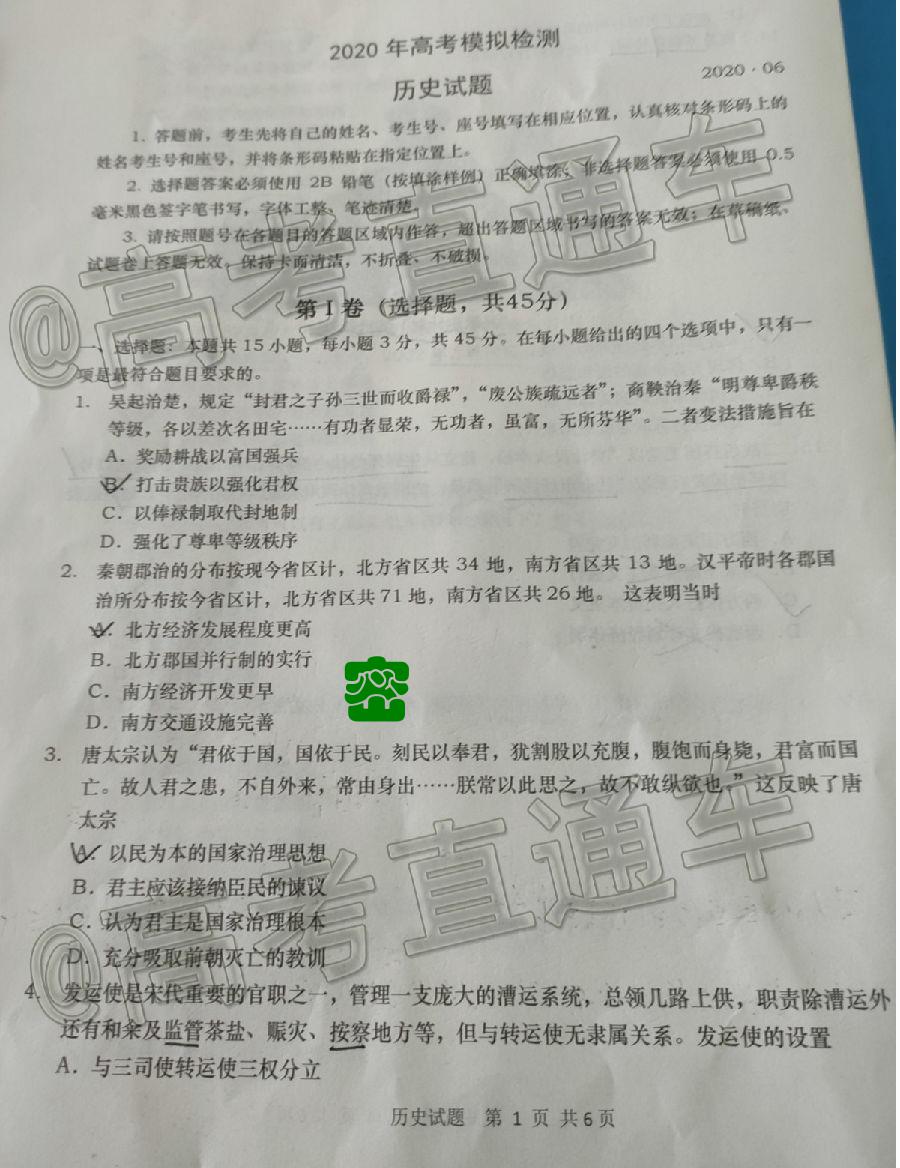 2020 年高考模拟检测
历史试题
2020·06
1. 答题前，考生先将自己的姓名、考生号、座号填写在相应位置，认真核对条形码上的
姓名考生号和座号，并将条形码粘贴在指定位置上。
2. 选择题答案必须使用 2B 铅笔（按填涂样例）正确填涂；非选择题答案必须使用 0.5
毫米黑色签字笔书写，字体工整、笔迹清楚。
3. 请按照题号在各题目的答题区域内作答，超出答题区域书写的答案无效；在草稿纸、
试题卷上答题无效。保持卡面清洁，不折叠、不破损。
第 I 卷（选择题，共45分）
一、选择题：本题共 15 小题，每小题 3 分，共 45 分。在每小题给出的四个选项中，只有一
项是最符合题目要求的。
1. 吴起治楚，规定“封君之子孙三世而收爵禄”，“废公族疏远者”；商鞅治秦“明尊卑爵秩
等级，各以差次名田宅……有功者显荣，无功者，虽富，无所芬华”。二者变法措施旨在
A. 奖励耕战以富国强兵
B. 打击贵族以强化君权
C. 以俸禄制取代封地制
D. 强化了尊卑等级秩序
2. 秦朝郡治的分布按现今省区计，北方省区共 34 地，南方省区共 13 地。汉平帝时各郡国
治所分布按今省区计，北方省区共 71 地，南方省区共 26 地。 这表明当时
A. 北方经济发展程度更高
B. 北方郡国并行制的实行
C. 南方经济开发更早
D. 南方交通设施完善
3. 唐太宗认为“君依于国，国依于民。刻民以奉君，犹割股以充腹，腹饱而身毙，君富而国
亡。故人君之患，不自外来，常由身出……朕常以此思之，故不敢纵欲也。”这反映了唐
太宗
A. 以民为本的国家治理思想
B. 君主应该接纳臣民的谏议
C. 认为君主是国家治理根本
D. 充分吸取前朝灭亡的教训
4. 发运使是宋代重要的官职之一，管理一支庞大的漕运系统，总领几路上供，职责除漕运外
还有和籴及监管茶盐、赈灾、按察地方等，但与转运使无隶属关系。发运使的设置
A. 与三司使转运使三权分立
历史试题 第 1 页 共 6 页
@高考直通车
@高考直通车